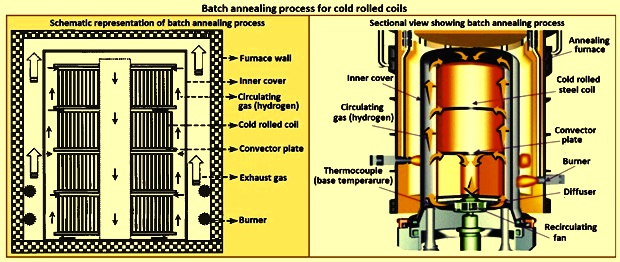 Batch annealing process for cold rolled coils
Schematic representation of batch annealing process
Furnace wall
Inner cover
Circulating
gas (hydrogen)
Cold rolled coil
Convector plate
Exhaust gas
Burner
Sectional view showing batch annealing process
Annealing
furnace
Inner cover
Cold rolled
steel coil
Circulating
gas (hydrogen)
Convector
plate
Thermocouple
(base temperarure)
Burner
Diffuser
Recirculating
fan